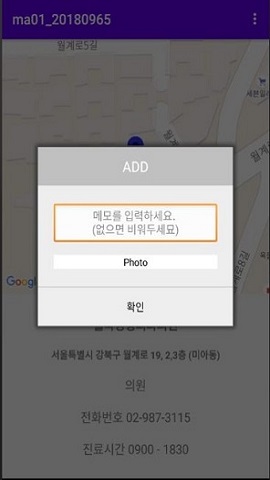 ma01_20180965
월계로5길
세븐일
ADD
메모를 입력하세요.
(없으면 비워두세요)
Photo
월계로8길
Google
확인
서울특별시 강북구 월계로 19, 2,3층 (미아동)
의원
전화번호 02-987-3115
진료시간 0900 - 1830